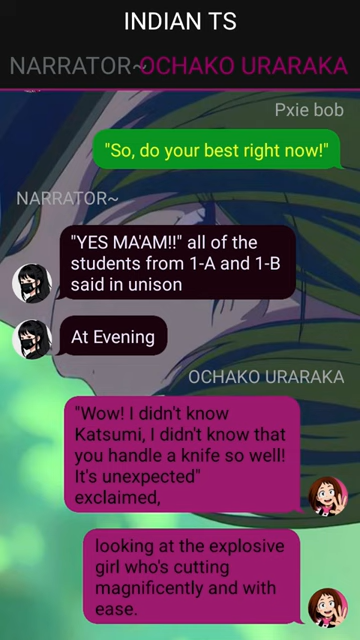 INDIAN TS
NARRATOR~ OCHAKO URARAKA
Pxie bob
"So, do your best right now!"
NARRATOR~
"YES MA'AM!!" all of the
students from 1-A and 1-B
said in unison
At Evening
OCHAKO URARAKA
"Wow! I didn't know
Katsumi, I didn't know that
you handle a knife so well!
It's unexpected"
exclaimed,
looking at the explosive
girl who's cutting
magnificently and with
ease.